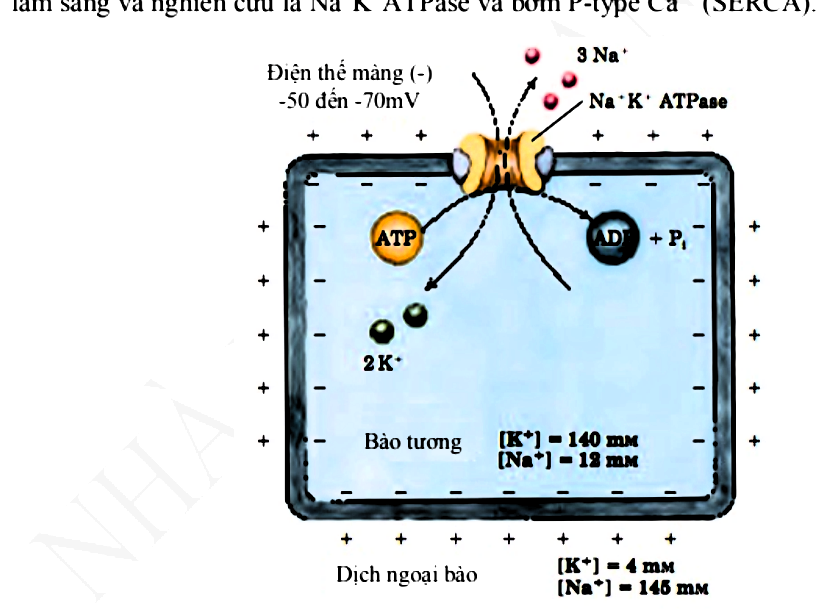 lâm sàng và nghiên cứu là Na⁺K⁺ATPase và bơm P-type Ca²⁺ (SERCA).
Điện thế màng (-)
-50 đến -70mV
3 Na⁺
Na⁺K⁺ ATPase
ATP
ADP + Pᵢ
2 K⁺
Bào tương
[K⁺] = 140 mM
[Na⁺] = 12 mM
Dịch ngoại bào
[K⁺] = 4 mM
[Na⁺] = 145 mM
NHÀ